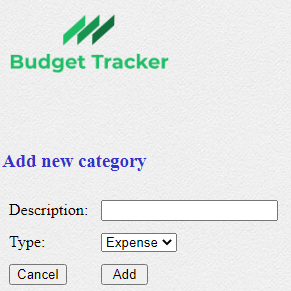 Budget Tracker
Add new category
Description:
Type: Expense
Cancel Add